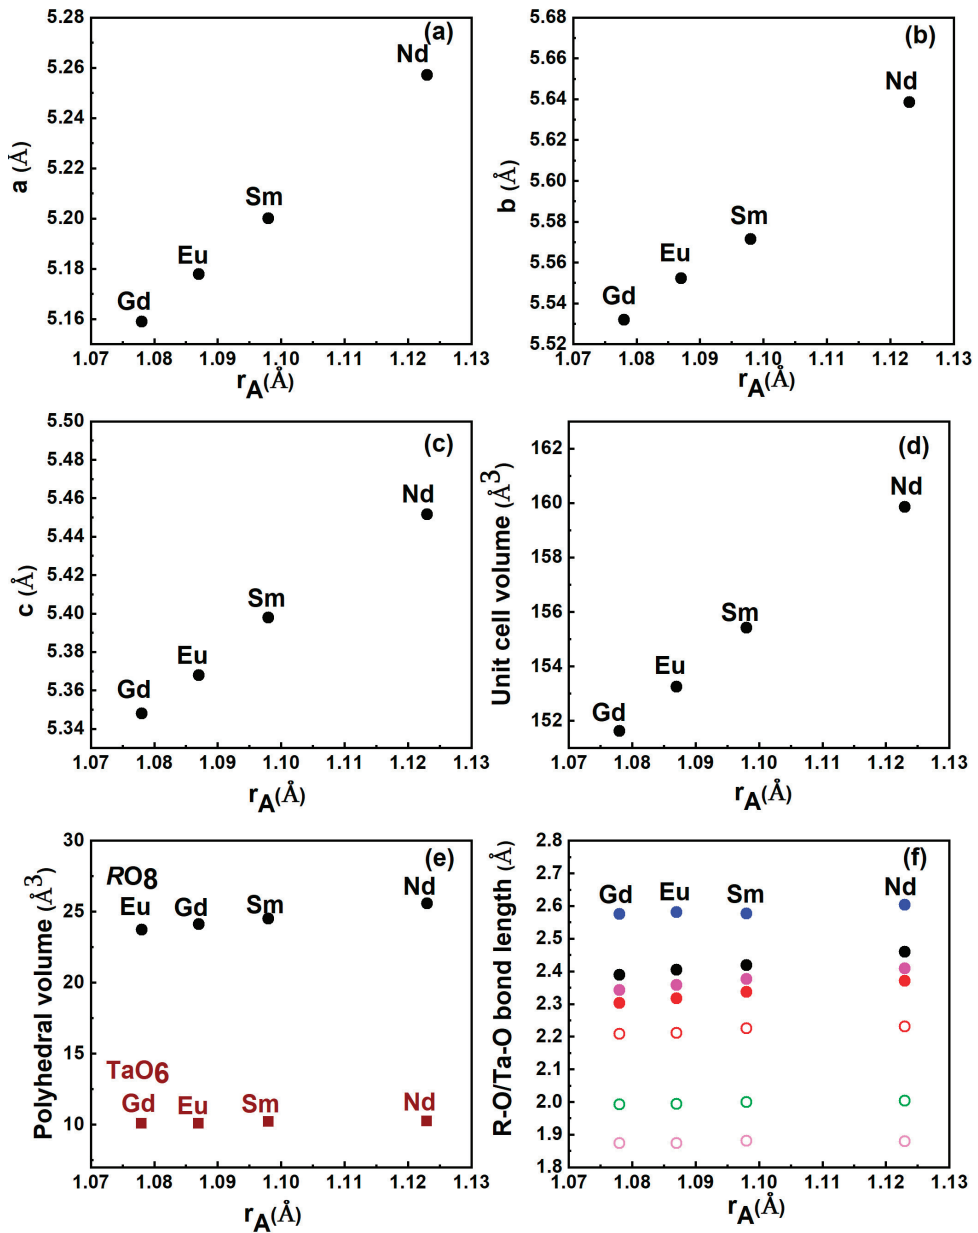 (a)
5.28
5.26
5.24
5.22
5.20
5.18
5.16
a (Å)
Nd
Sm
Eu
Gd
1.07 1.08 1.09 1.10 1.11 1.12 1.13
rA(Å)
(b)
5.68
5.66
5.64
5.62
5.60
5.58
5.56
5.54
5.52
b (Å)
Nd
Sm
Eu
Gd
1.07 1.08 1.09 1.10 1.11 1.12 1.13
rA(Å)
(c)
5.50
5.48
5.46
5.44
5.42
5.40
5.38
5.36
5.34
c (Å)
Nd
Sm
Eu
Gd
1.07 1.08 1.09 1.10 1.11 1.12 1.13
rA(Å)
(d)
162
160
158
156
154
152
Unit cell volume (Å3)
Nd
Sm
Eu
Gd
1.07 1.08 1.09 1.10 1.11 1.12 1.13
rA(Å)
(e)
30
25
20
15
10
5
Polyhedral volume (Å3)
RO8
Eu Gd Sm Nd
TaO6
Gd Eu Sm Nd
1.07 1.08 1.09 1.10 1.11 1.12 1.13
rA(Å)
(f)
2.8
2.7
2.6
2.5
2.4
2.3
2.2
2.1
2.0
1.9
1.8
R-O/Ta-O bond length (Å)
Gd Eu Sm Nd
1.07 1.08 1.09 1.10 1.11 1.12 1.13
rA(Å)